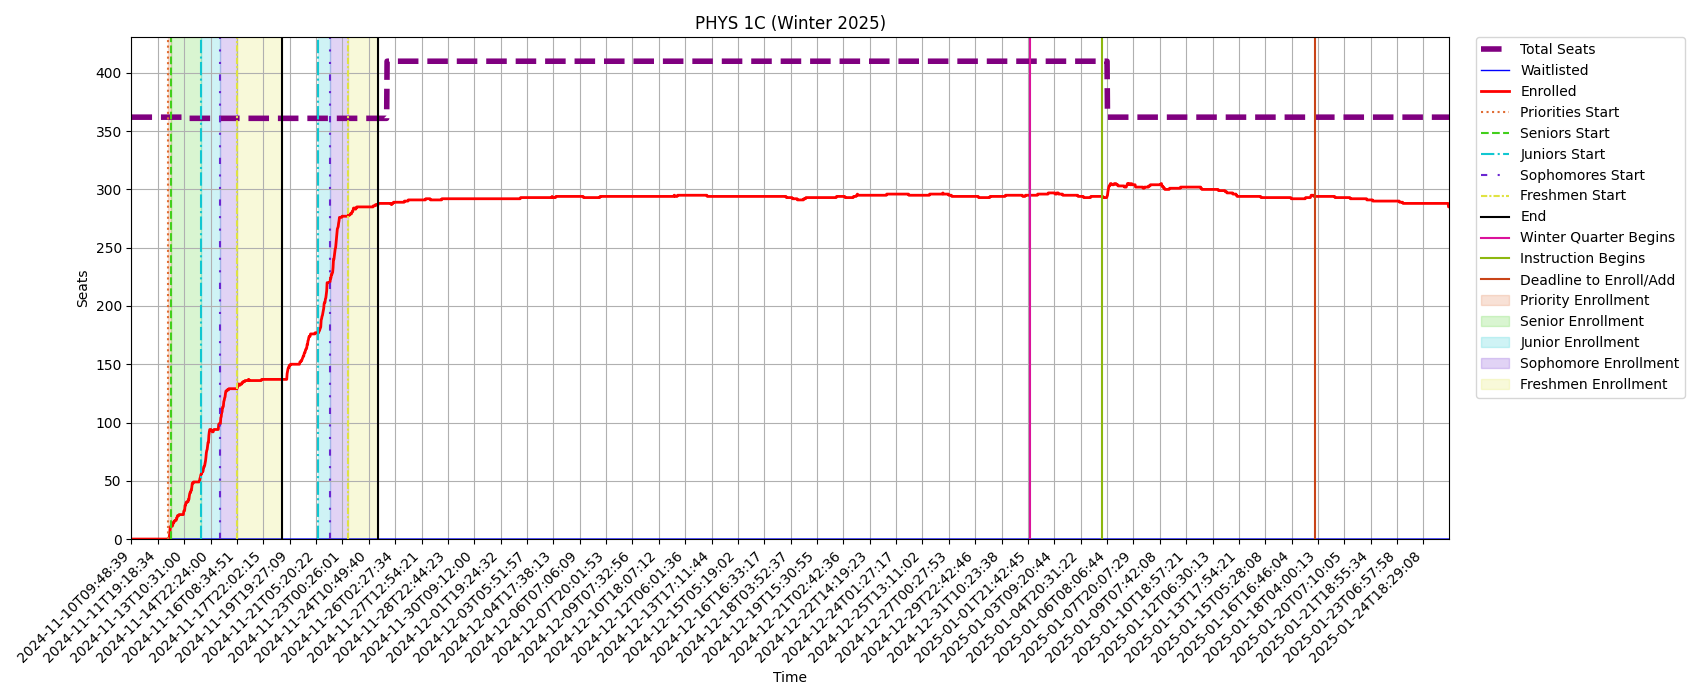 PHYS 1C (Winter 2025)
Seats
400
350
300
250
200
150
100
50
0
2024-11-10T09:48:39
2024-11-11T19:18:34
2024-11-13T10:31:00
2024-11-14T22:24:00
2024-11-16T08:34:51
2024-11-17T22:02:15
2024-11-19T19:27:09
2024-11-21T05:20:22
2024-11-23T00:26:01
2024-11-24T10:49:40
2024-11-26T02:27:34
2024-11-27T12:54:21
2024-11-28T22:44:23
2024-11-30T09:12:00
2024-12-01T19:24:32
2024-12-03T05:51:57
2024-12-04T17:38:13
2024-12-06T07:06:09
2024-12-07T20:01:53
2024-12-09T07:32:56
2024-12-10T18:07:12
2024-12-12T06:01:36
2024-12-13T17:11:44
2024-12-15T05:19:02
2024-12-16T16:33:17
2024-12-18T03:52:37
2024-12-19T15:30:55
2024-12-21T02:42:36
2024-12-22T14:19:23
2024-12-24T01:27:17
2024-12-25T13:11:02
2024-12-27T00:27:53
2024-12-29T22:42:46
2024-12-31T10:23:38
2025-01-01T21:42:45
2025-01-03T09:20:44
2025-01-04T20:31:22
2025-01-06T08:06:44
2025-01-07T20:07:29
2025-01-09T07:42:08
2025-01-10T18:57:21
2025-01-12T06:30:13
2025-01-13T17:54:21
2025-01-15T05:28:08
2025-01-16T16:46:04
2025-01-18T04:00:13
2025-01-20T07:10:05
2025-01-21T18:55:34
2025-01-23T06:57:58
2025-01-24T18:29:08
Time
Total Seats
Waitlisted
Enrolled
Priorities Start
Seniors Start
Juniors Start
Sophomores Start
Freshmen Start
End
Winter Quarter Begins
Instruction Begins
Deadline to Enroll/Add
Priority Enrollment
Senior Enrollment
Junior Enrollment
Sophomore Enrollment
Freshmen Enrollment